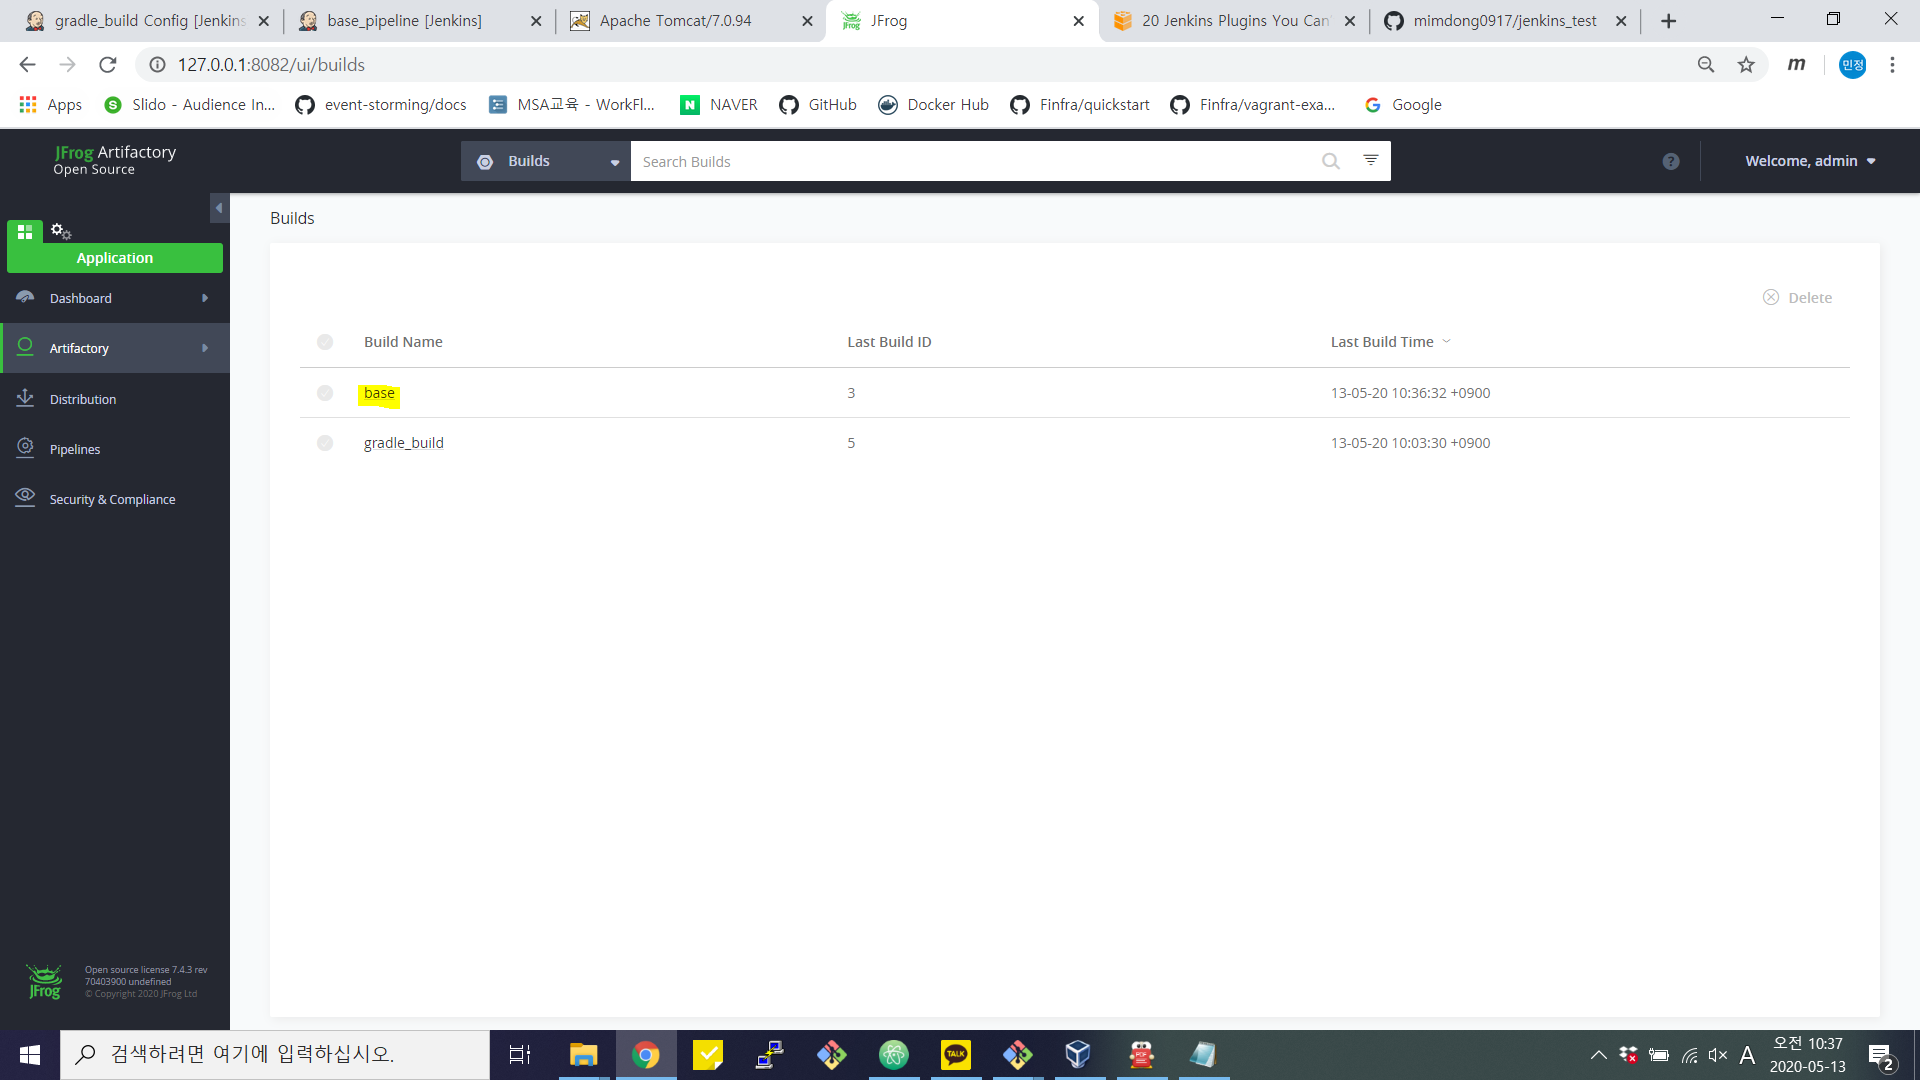 gradle_build Config [Jenkins
base_pipeline [Jenkins]
Apache Tomcat/7.0.94
JFrog
20 Jenkins Plugins You Can'
mimdong0917/jenkins_test
127.0.0.1:8082/ui/builds
m
민정
Apps
Slido - Audience In...
event-storming/docs
MSA교육 - WorkFl...
NAVER
GitHub
Docker Hub
Finfra/quickstart
Finfra/vagrant-exa...
Google
JFrog Artifactory
Open Source
Builds
Search Builds
Welcome, admin
Builds
Application
Dashboard
Artifactory
Distribution
Pipelines
Security & Compliance
Delete
Build Name Last Build ID Last Build Time
base 3 13-05-20 10:36:32 +0900
gradle_build 5 13-05-20 10:03:30 +0900
JFrog
Open source license 7.4.3 rev
70403900 undefined
© Copyright 2020 JFrog Ltd
검색하려면 여기에 입력하십시오.
TALK
PDF
A
오전 10:37
2020-05-13
2